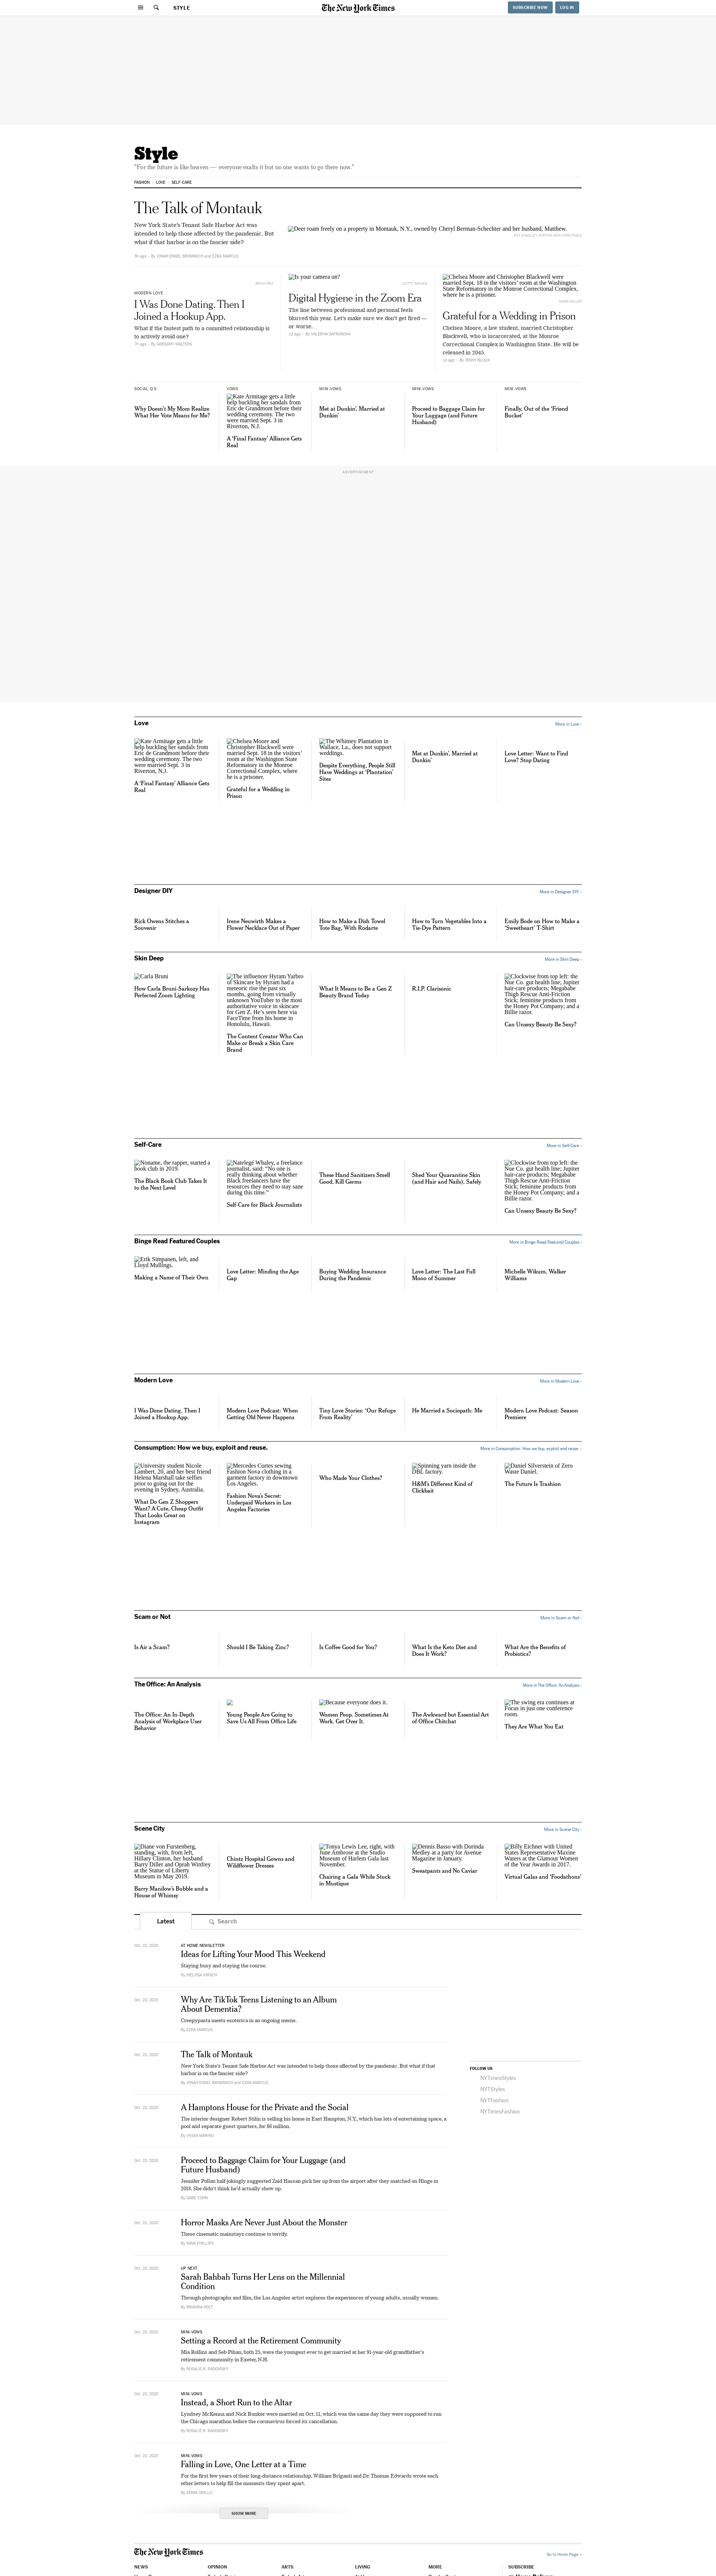 STYLE
The New York Times
SUBSCRIBE NOW
LOG IN
Style
"For the future is like heaven — everyone exalts it but no one wants to go there now."
FASHION
LOVE
SELF-CARE
The Talk of Montauk
New York State's Tenant Safe Harbor Act was
intended to help those affected by the pandemic. But
what if that harbor is on the fancier side?
Deer roam freely on a property in Montauk, N.Y., owned by Cheryl Berman-Schechter and her husband, Matthew.
MODERN LOVE
I Was Done Dating. Then I
Joined a Hookup App.
What if the fastest path to a committed relationship is
to actively avoid one?
Is your camera on?
GETTY IMAGES
Digital Hygiene in the Zoom Era
The line between professional and personal feels
blurred this year. Let's make sure we don't get fired —
or worse.
1d ago – By VALERIYA SAFRONOVA
Chelsea Moore and Christopher Blackwell were
married Sept. 18 in the visitors' room at the Washington
State Reformatory in the Monroe Correctional Complex,
where he is a prisoner.
Grateful for a Wedding in Prison
Chelsea Moore, a law student, married Christopher
Blackwell, who is incarcerated, at the Monroe
Correctional Complex in Washington State. He will be
released in 2045.
1d ago – By JENNY BLOCK
SOCIAL Q'S
Why Doesn't My Mom Realize
What Her Vote Means for Me?
VOWS
Kate Armitage gets a little
help buckling her sandals from
Eric de Grandmont before their
wedding ceremony. The two
were married Sept. 3 in
Riverton, N.J.
A 'Final Fantasy' Alliance Gets
Real
MINI-VOWS
Met at Dunkin', Married at
Dunkin'
MINI-VOWS
Proceed to Baggage Claim for
Your Luggage (and Future
Husband)
MINI-VOWS
Finally, Out of the 'Friend
Bucket'
ADVERTISEMENT
Love
More in Love ›
Kate Armitage gets a little
help buckling her sandals from
Eric de Grandmont before their
wedding ceremony. The two
were married Sept. 3 in
Riverton, N.J.
A 'Final Fantasy' Alliance Gets
Real
Chelsea Moore and
Christopher Blackwell were
married Sept. 18 in the visitors'
room at the Washington State
Reformatory in the Monroe
Correctional Complex, where
he is a prisoner.
Grateful for a Wedding in
Prison
The Whitney Plantation in
Wallace, La., does not support
weddings.
Despite Everything, People Still
Have Weddings at 'Plantation'
Sites
Met at Dunkin', Married at
Dunkin'
Love Letter: Want to Find
Love? Stop Dating
Designer DIY
More in Designer DIY ›
Rick Owens Stitches a
Souvenir
Irene Neuwirth Makes a
Flower Necklace Out of Paper
How to Make a Dish Towel
Tote Bag, With Rodarte
How to Turn Vegetables Into a
Tie-Dye Pattern
Emily Bode on How to Make a
'Sweetheart' T-Shirt
Skin Deep
More in Skin Deep ›
Carla Bruni
How Carla Bruni-Sarkozy Has
Perfected Zoom Lighting
The influencer Hyram Yarbro
of Skincare by Hyram had a
meteoric rise the past six
months, going from virtually
unknown YouTuber to the most
authoritative voice in skincare
for Gen Z. He's seen here via
FaceTime from his home in
Honolulu, Hawaii.
The Content Creator Who Can
Make or Break a Skin Care
Brand
What It Means to Be a Gen Z
Beauty Brand Today
R.I.P. Clarisonic
Clockwise from top left: the
Nue Co. gut health line; Jupiter
hair-care products; Megababe
Thigh Rescue Anti-Friction
Stick; feminine products from
the Honey Pot Company; and a
Billie razor.
Can Unsexy Beauty Be Sexy?
Self-Care
More in Self-Care ›
Noname, the rapper, started a
book club in 2019.
The Black Book Club Takes It
to the Next Level
Natelegé Whaley, a freelance
journalist, said: "No one is
really thinking about whether
Black freelancers have the
resources they need to stay sane
during this time."
Self-Care for Black Journalists
These Hand Sanitizers Smell
Good, Kill Germs
Shed Your Quarantine Skin
(and Hair and Nails), Safely
Clockwise from top left: the
Nue Co. gut health line; Jupiter
hair-care products; Megababe
Thigh Rescue Anti-Friction
Stick; feminine products from
the Honey Pot Company; and a
Billie razor.
Can Unsexy Beauty Be Sexy?
Binge Read Featured Couples
More in Binge Read Featured Couples ›
Erik Simpanen, left, and
Lloyd Mullings.
Making a Name of Their Own
Love Letter: Minding the Age
Gap
Buying Wedding Insurance
During the Pandemic
Love Letter: The Last Full
Moon of Summer
Michelle Wikum, Walker
Williams
Modern Love
More in Modern Love ›
I Was Done Dating. Then I
Joined a Hookup App.
Modern Love Podcast: When
Getting Old Never Happens
Tiny Love Stories: 'Our Refuge
From Reality'
He Married a Sociopath: Me
Modern Love Podcast: Season
Premiere
Consumption: How we buy, exploit and reuse.
More in Consumption: How we buy, exploit and reuse. ›
University student Nicole
Lambert, 20, and her best friend
Helena Marshall take selfies
prior to going out for the
evening in Sydney, Australia.
What Do Gen Z Shoppers
Want? A Cute, Cheap Outfit
That Looks Great on
Instagram
Mercedes Cortes sewing
Fashion Nova clothing in a
garment factory in downtown
Los Angeles.
Fashion Nova's Secret:
Underpaid Workers in Los
Angeles Factories
Who Made Your Clothes?
Spinning yarn inside the
DBL factory.
H&M's Different Kind of
Clickbait
Daniel Silverstein of Zero
Waste Daniel.
The Future Is Trashion
Scam or Not
More in Scam or Not ›
Is Air a Scam?
Should I Be Taking Zinc?
Is Coffee Good for You?
What Is the Keto Diet and
Does It Work?
What Are the Benefits of
Probiotics?
The Office: An Analysis
More in The Office: An Analysis ›
The Office: An In-Depth
Analysis of Workplace User
Behavior
Young People Are Going to
Save Us All From Office Life
Because everyone does it.
Women Poop. Sometimes At
Work. Get Over It.
The Awkward but Essential Art
of Office Chitchat
The swing era continues at
Focus in just one conference
room.
They Are What You Eat
Scene City
More in Scene City ›
Diane von Furstenberg,
standing, with, from left,
Hillary Clinton, her husband
Barry Diller and Oprah Winfrey
at the Statue of Liberty
Museum in May 2019.
Barry Manilow's Bobble and a
House of Whimsy
Chintz Hospital Gowns and
Wildflower Dresses
Tonya Lewis Lee, right, with
June Ambrose at the Studio
Museum of Harlem Gala last
November.
Chairing a Gala While Stuck
in Mustique
Dennis Basso with Dorinda
Medley at a party for Avenue
Magazine in January.
Sweatpants and No Caviar
Billy Eichner with United
States Representative Maxine
Waters at the Glamour Women
of the Year Awards in 2017.
Virtual Galas and 'Foodathons'
Latest
Search
Oct. 23, 2020
AT HOME NEWSLETTER
Ideas for Lifting Your Mood This Weekend
Staying busy and staying the course.
By MELISSA KIRSCH
Oct. 23, 2020
Why Are TikTok Teens Listening to an Album
About Dementia?
Creepypasta meets esoterica in an ongoing meme.
By EZRA MARCUS
Oct. 23, 2020
The Talk of Montauk
New York State's Tenant Safe Harbor Act was intended to help those affected by the pandemic. But what if that
harbor is on the fancier side?
By JONAH ENGEL BROMWICH and EZRA MARCUS
Oct. 23, 2020
A Hamptons House for the Private and the Social
The interior designer Robert Stilin is selling his home in East Hampton, N.Y., which has lots of entertaining space, a
pool and separate guest quarters, for $6 million.
By VIVIAN MARINO
Oct. 23, 2020
Proceed to Baggage Claim for Your Luggage (and
Future Husband)
Jennifer Pollan half-jokingly suggested Zaid Hassan pick her up from the airport after they matched on Hinge in
2018. She didn't think he'd actually show up.
By GABE COHN
Oct. 23, 2020
Horror Masks Are Never Just About the Monster
These cinematic mainstays continue to terrify.
By MAYA PHILLIPS
Oct. 23, 2020
UP NEXT
Sarah Bahbah Turns Her Lens on the Millennial
Condition
Through photographs and film, the Los Angeles artist explores the experiences of young adults, usually women.
By BRIANNA HOLT
Oct. 23, 2020
MINI-VOWS
Setting a Record at the Retirement Community
Mia Rollins and Seb Pihan, both 25, were the youngest ever to get married at her 91-year-old grandfather's
retirement community in Exeter, N.H.
By ROSALIE R. RADOMSKY
Oct. 23, 2020
MINI-VOWS
Instead, a Short Run to the Altar
Lyndsey McKenna and Nick Bunker were married on Oct. 11, which was the same day they were supposed to run
the Chicago marathon before the coronavirus forced its cancellation.
By ROSALIE R. RADOMSKY
Oct. 23, 2020
MINI-VOWS
Falling in Love, One Letter at a Time
For the first few years of their long-distance relationship, William Briganti and Dr. Thomas Edwards wrote each
other letters to help fill the moments they spent apart.
SHOW MORE
FOLLOW US
NYTimesStyles
NYTStyles
NYTFashion
NYTimesFashion
The New York Times
Go to Home Page »
NEWS
OPINION
ARTS
LIVING
MORE
SUBSCRIBE